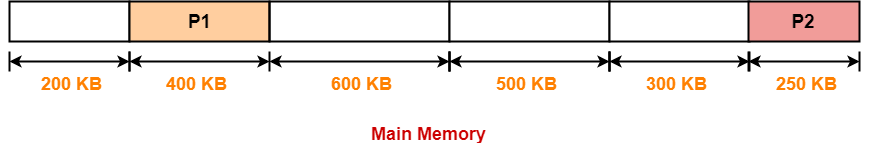 P1 P2
200 KB 400 KB 600 KB 500 KB 300 KB 250 KB
Main Memory